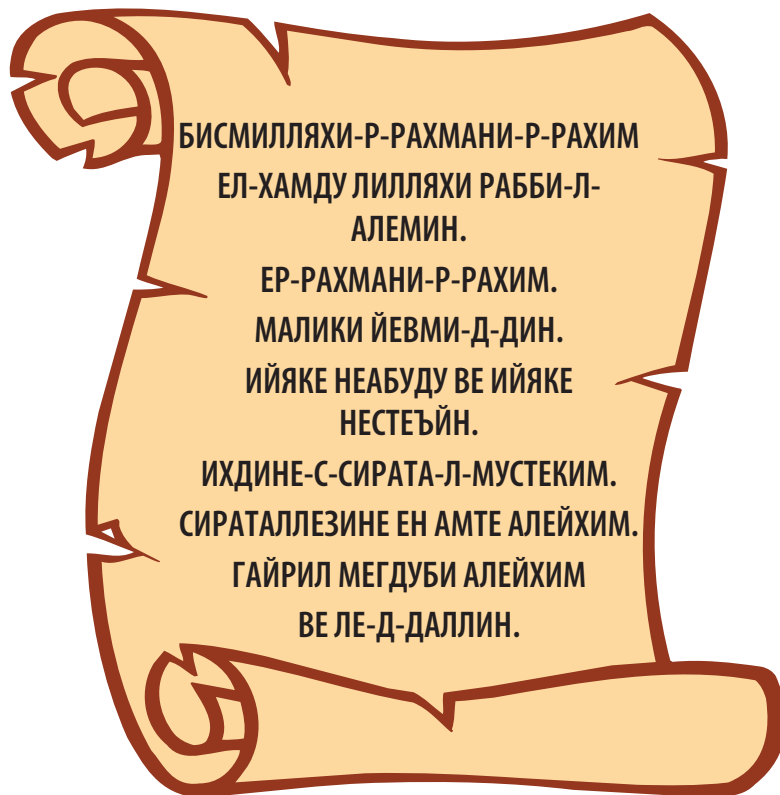 БИСМИЛЛЯХИ-Р-РАХМАНИ-Р-РАХИМ
ЕЛ-ХАМДУ ЛИЛЛЯХИ РАББИ-Л-
АЛЕМИН.
ЕР-РАХМАНИ-Р-РАХИМ.
МАЛИКИ ЙЕВМИ-Д-ДИН.
ИЙЯКЕ НЕАБУДУ ВЕ ИЙЯКЕ
НЕСТЕЪЙН.
ИХДИНЕ-С-СИРАТА-Л-МУСТЕКИМ.
СИРАТАЛЛЕЗИНЕ ЕН АМТЕ АЛЕЙХИМ.
ГАЙРИЛ МЕГДУБИ АЛЕЙХИМ
ВЕ ЛЕ-Д-ДАЛЛИН.